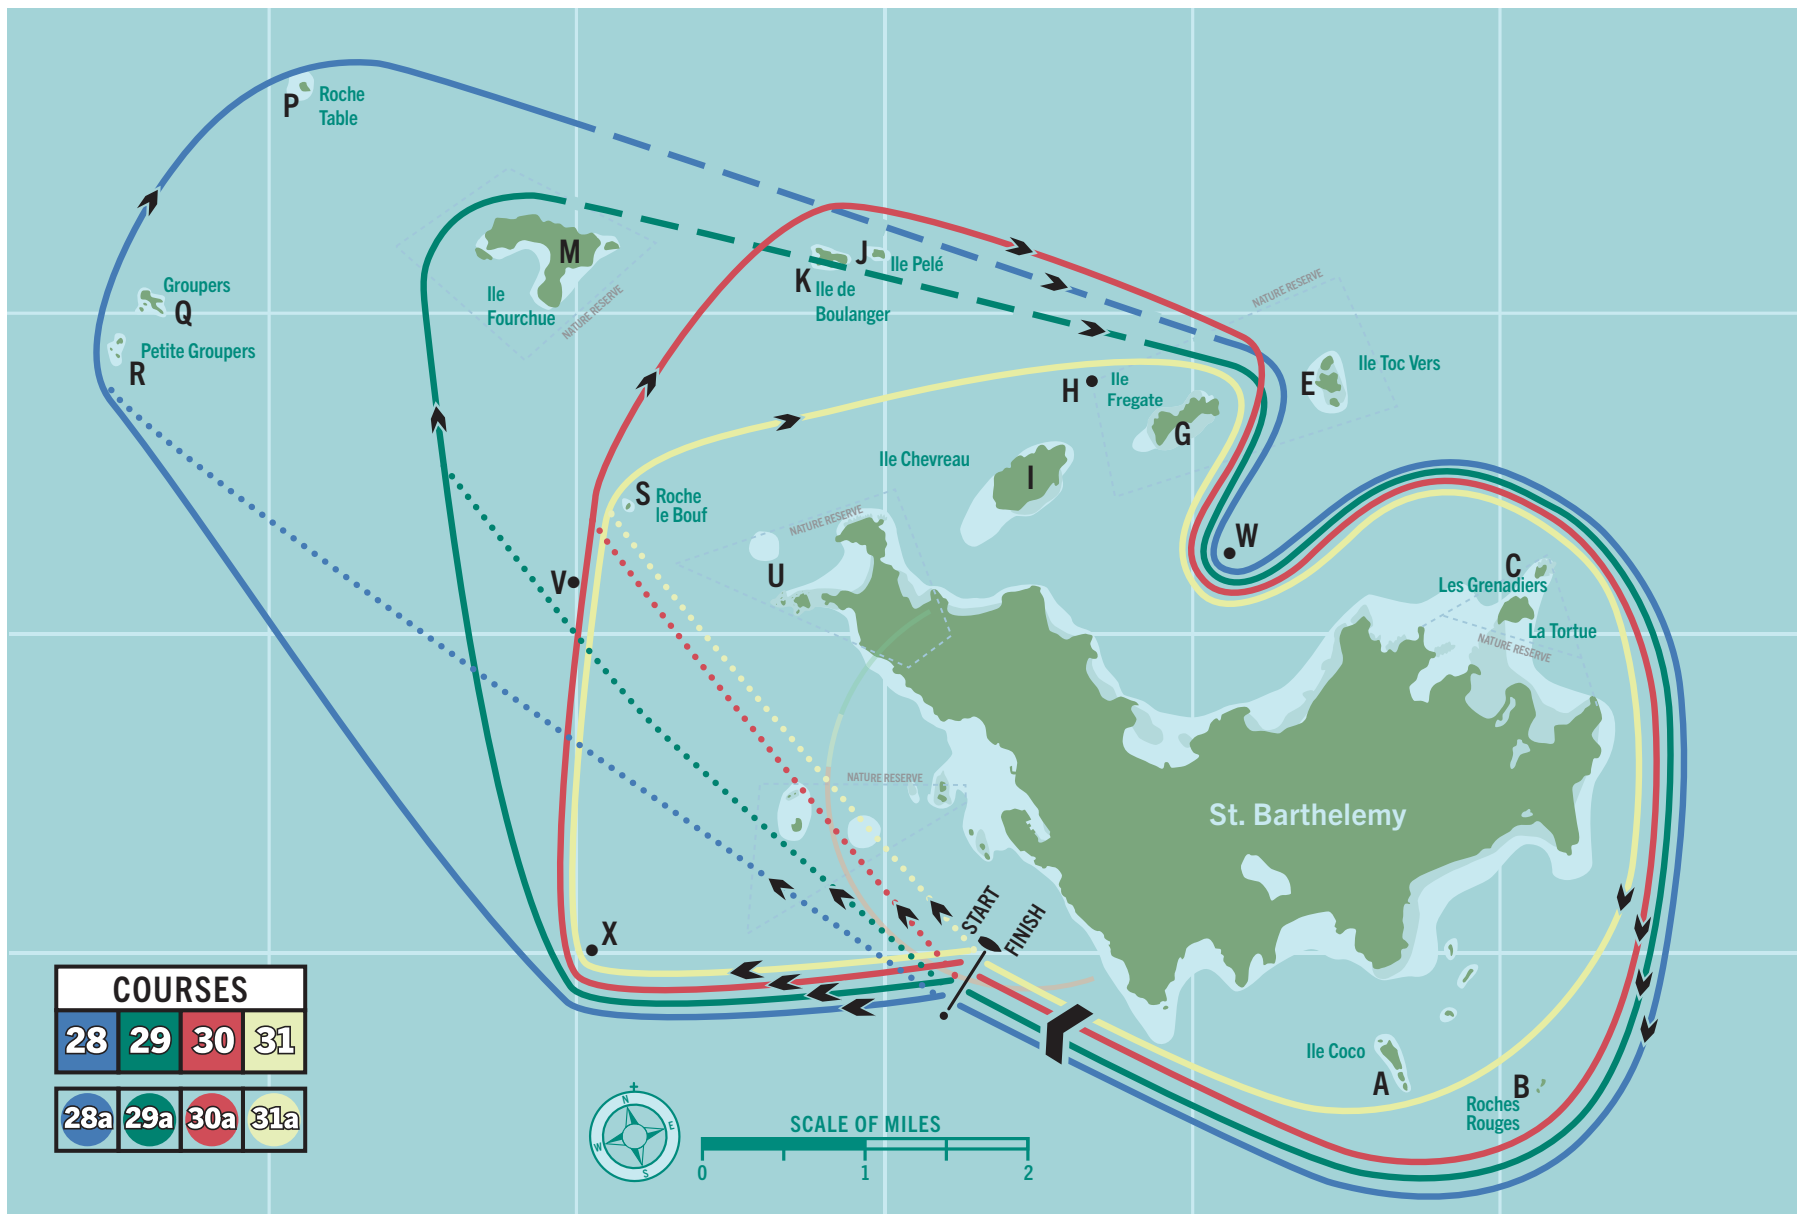 P
Roche
Table
M
Ile
Fourchue
NATURE RESERVE
Groupers
Q
Petite Groupers
R
J
K
Ile Pelé
Ile de
Boulanger
NATURE RESERVE
E
Ile Toc Vers
H
Ile
Fregate
G
Ile Chevreau
I
S
Roche
le Bouf
NATURE RESERVE
U
V
W
C
Les Grenadiers
La Tortue
NATURE RESERVE
NATURE RESERVE
St. Barthelemy
X
START
FINISH
COURSES
28 29 30 31
28a 29a 30a 31a
Ile Coco
A
B
Roches
Rouges
N
E
S
W
SCALE OF MILES
0 1 2